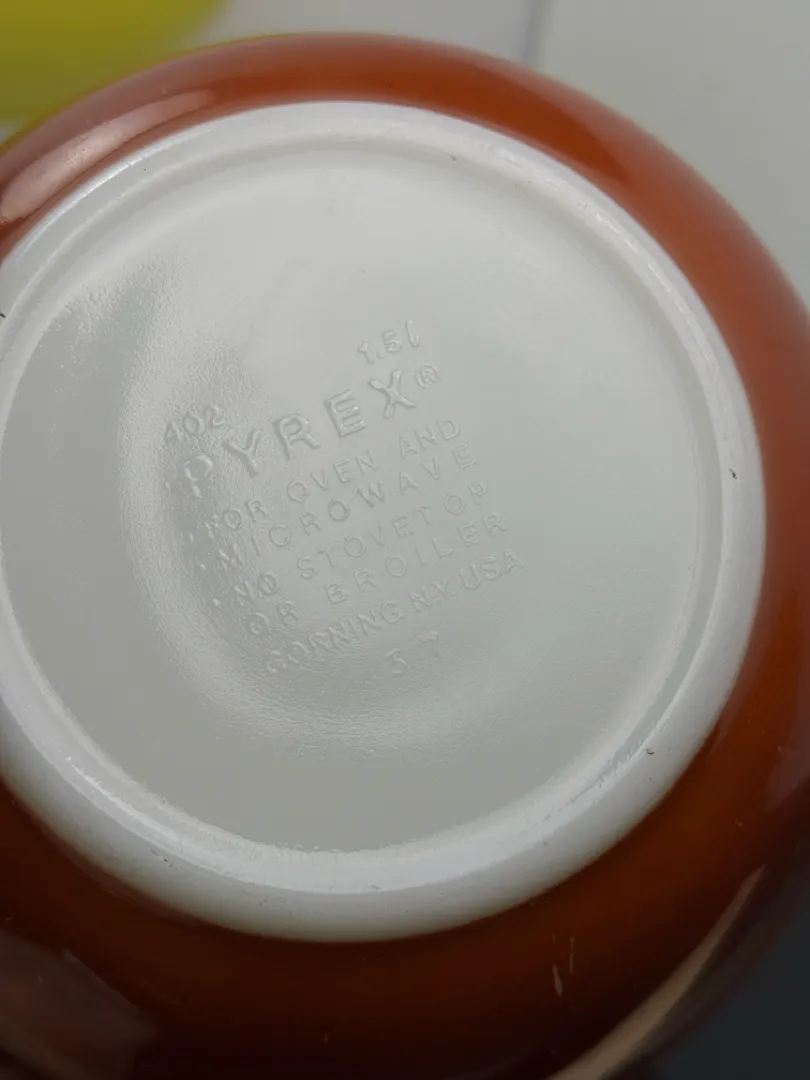 1.5l
402
PYREX®
FOR OVEN AND
MICROWAVE
NO STOVETOP
OR BROILER
CORNING N.Y. USA
37